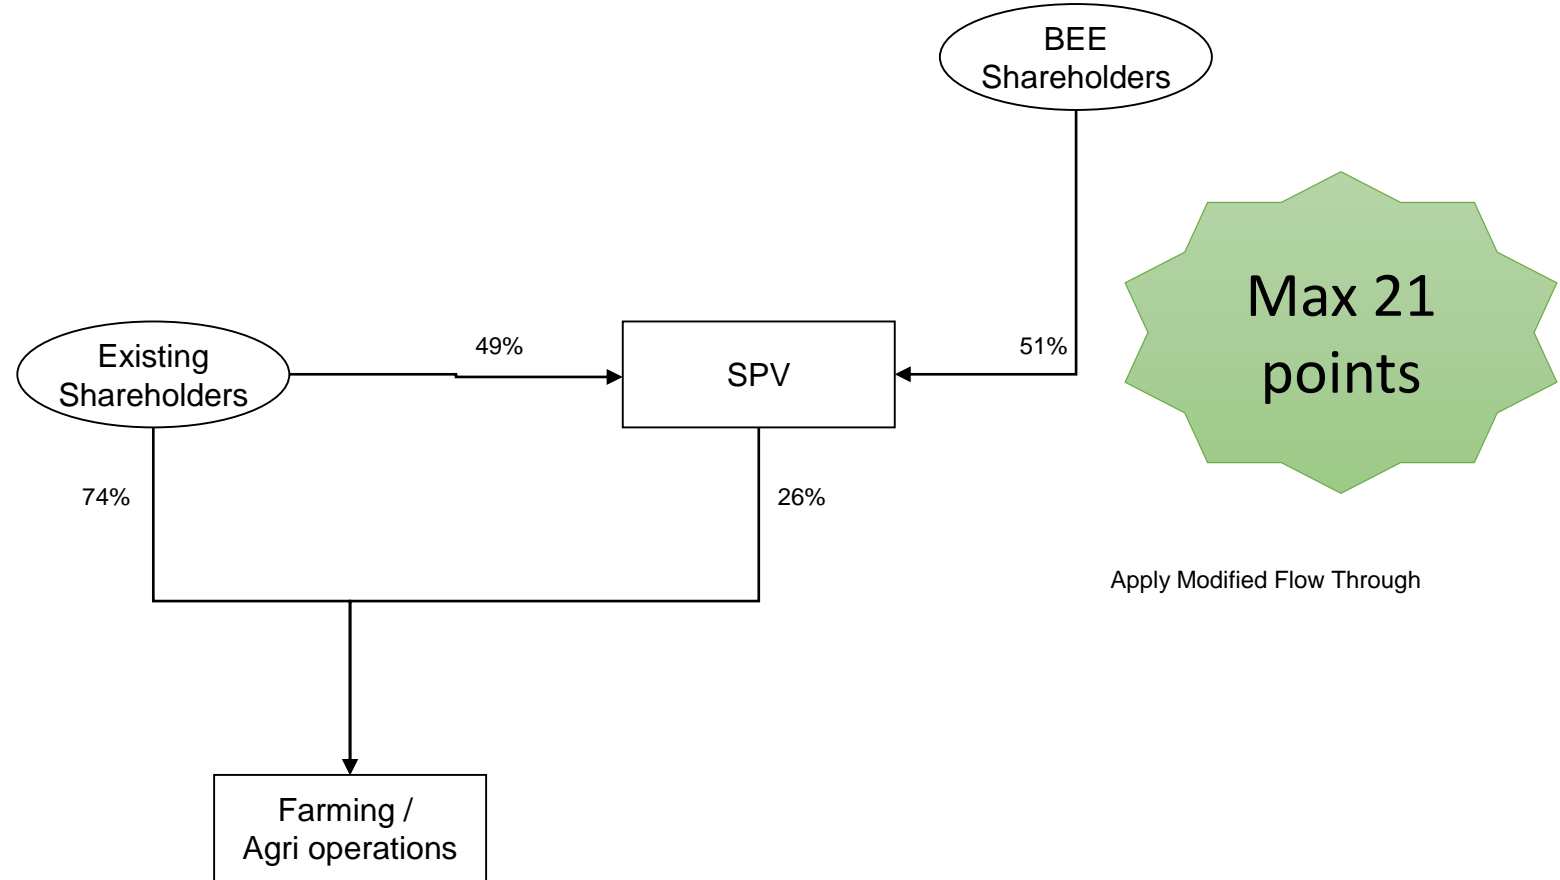 BEE
Shareholders
Max 21
points
49%
51%
Existing
Shareholders
SPV
74%
26%
Apply Modified Flow Through
Farming /
Agri operations